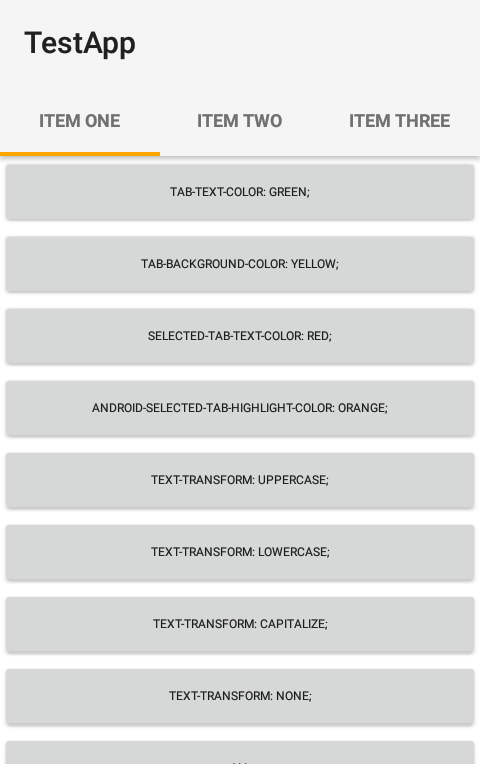 TestApp
ITEM ONE
ITEM TWO
ITEM THREE
TAB-TEXT-COLOR: GREEN;
TAB-BACKGROUND-COLOR: YELLOW;
SELECTED-TAB-TEXT-COLOR: RED;
ANDROID-SELECTED-TAB-HIGHLIGHT-COLOR: ORANGE;
TEXT-TRANSFORM: UPPERCASE;
TEXT-TRANSFORM: LOWERCASE;
TEXT-TRANSFORM: CAPITALIZE;
TEXT-TRANSFORM: NONE;